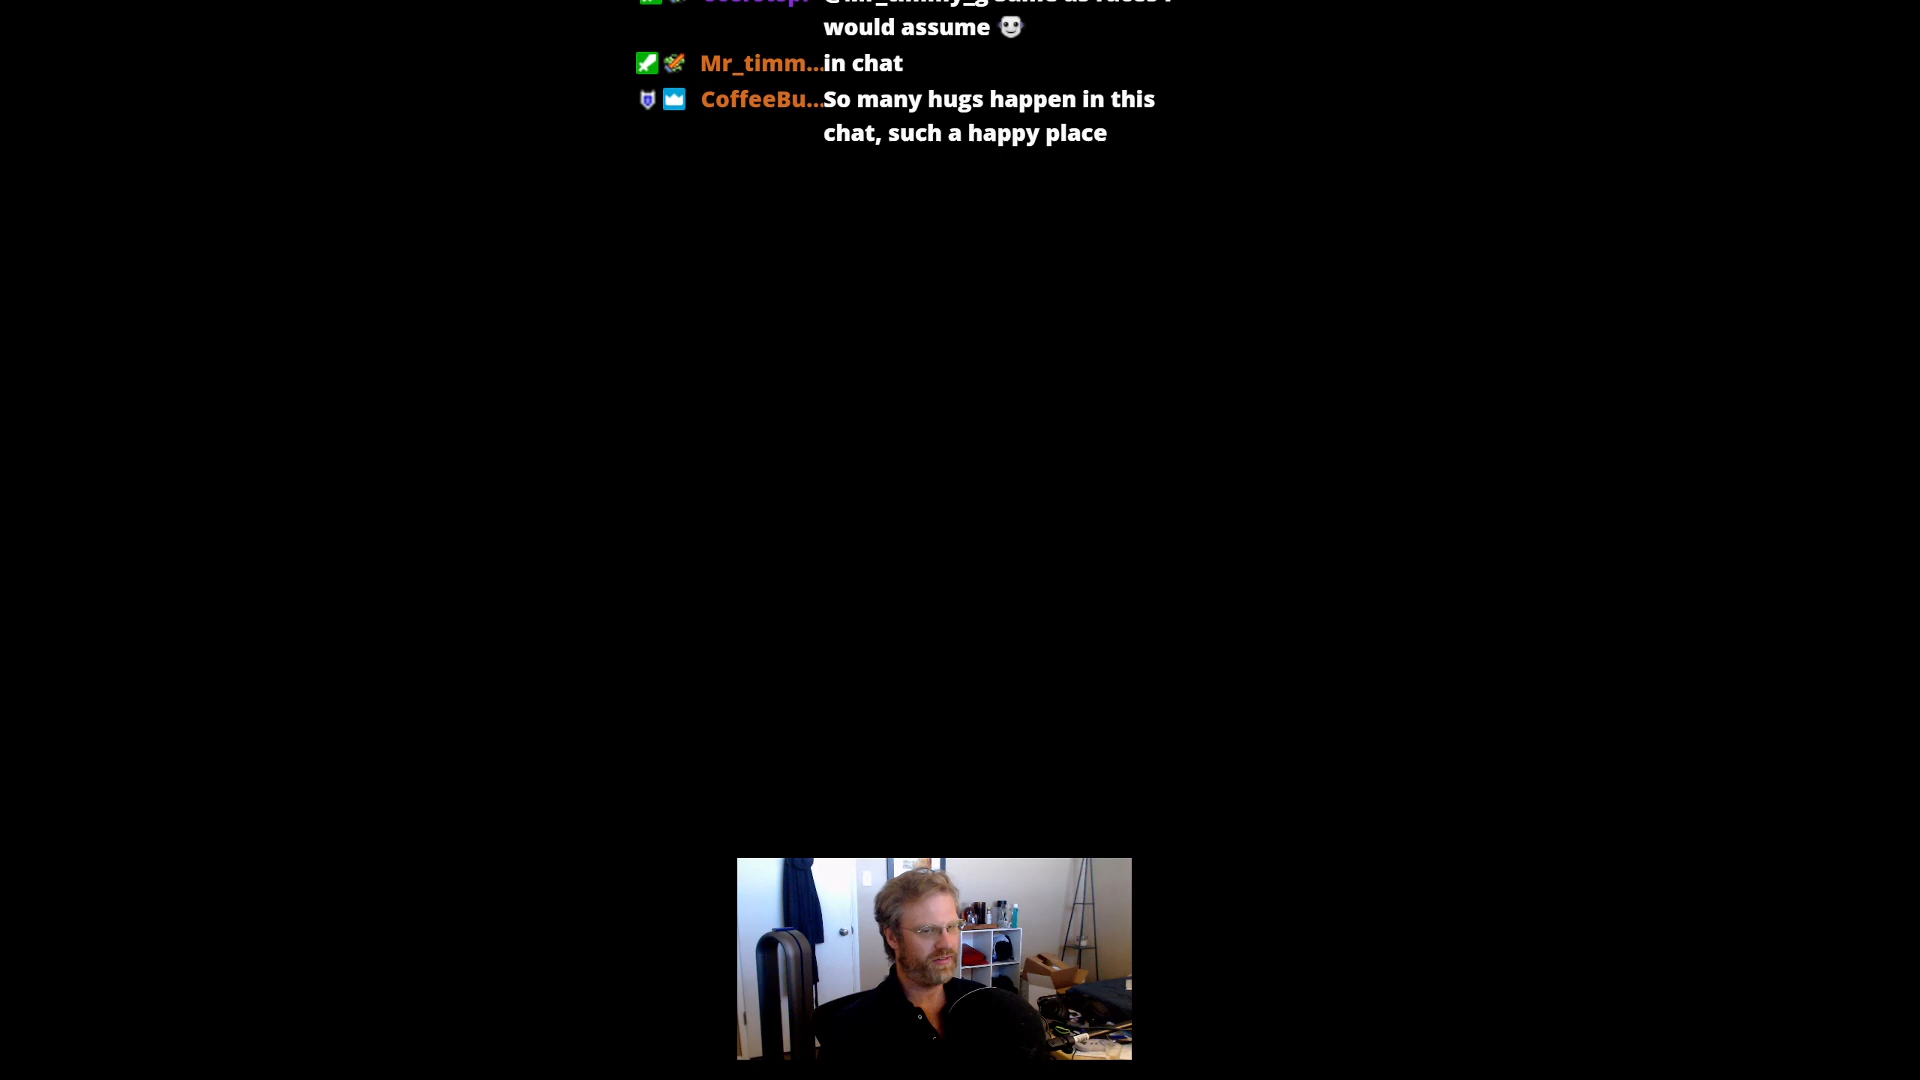 would assume
Mr_timm...in chat
CoffeeBu...So many hugs happen in this
chat, such a happy place